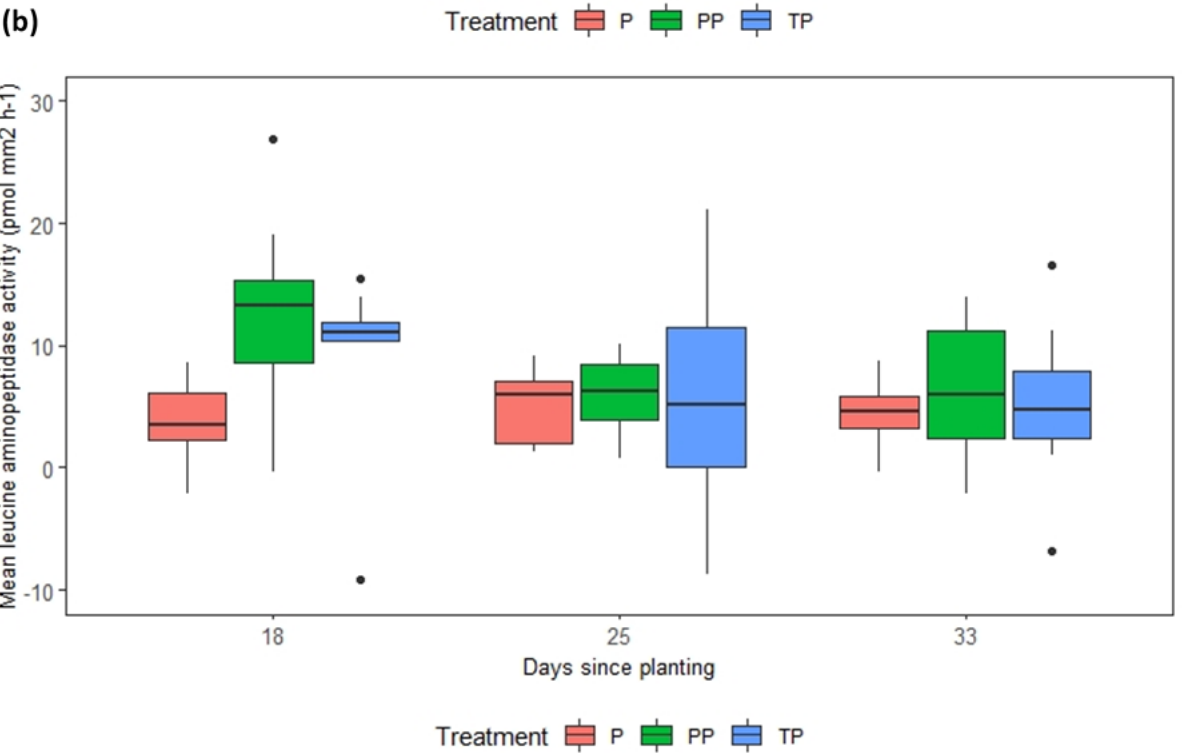 (b)
Treatment P PP TP
Mean leucine aminopeptidase activity (pmol mm2 h-1)
30
20
10
0
-10
18 25 33
Days since planting
Treatment P PP TP